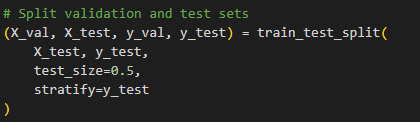 # Split validation and test sets
(X_val, X_test, y_val, y_test) = train_test_split(
    X_test, y_test,
    test_size=0.5,
    stratify=y_test
)